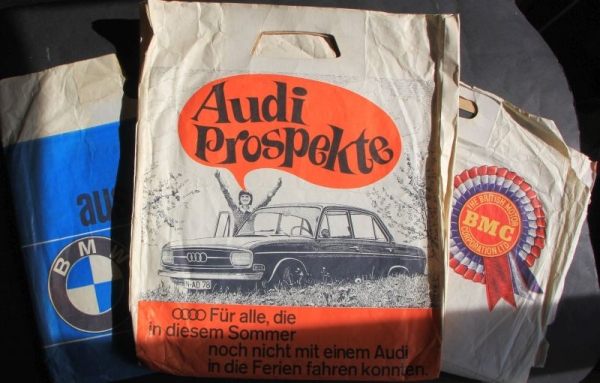 Audi
Prospekte
Für alle, die
in diesem Sommer
noch nicht mit einem Audi
in die Ferien fahren konnten.
au
BMW
THE BRITISH MOTOR
BMC
CORPORATION LTD